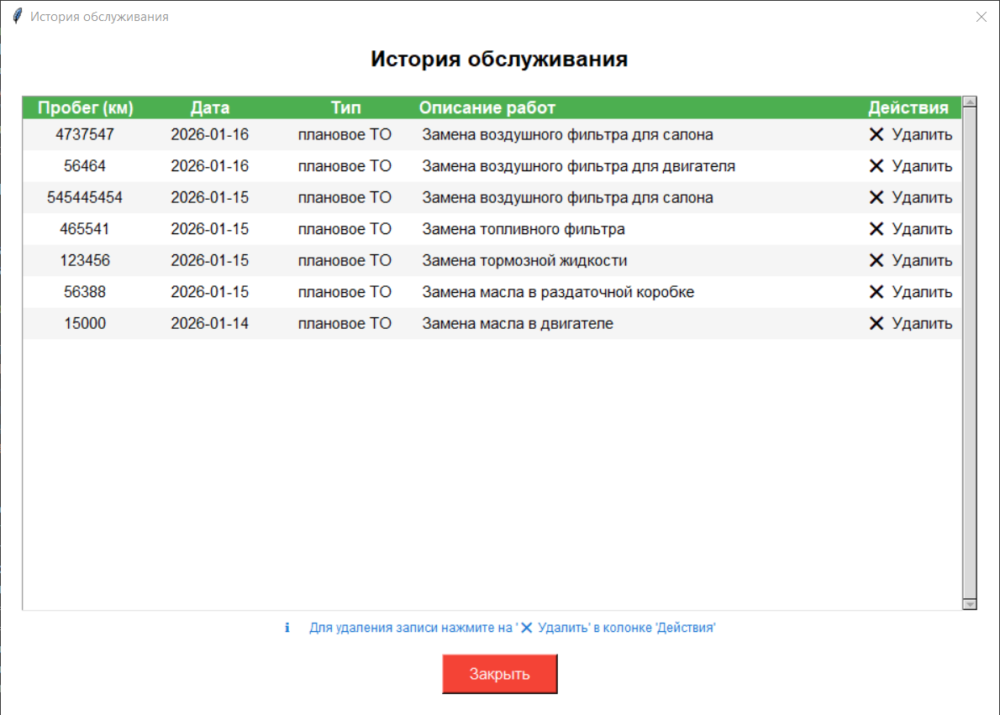 История обслуживания
История обслуживания
Пробег (км) Дата Тип Описание работ Действия
4737547 2026-01-16 плановое ТО Замена воздушного фильтра для салона ✕ Удалить
56464 2026-01-16 плановое ТО Замена воздушного фильтра для двигателя ✕ Удалить
545445454 2026-01-15 плановое ТО Замена воздушного фильтра для салона ✕ Удалить
465541 2026-01-15 плановое ТО Замена топливного фильтра ✕ Удалить
123456 2026-01-15 плановое ТО Замена тормозной жидкости ✕ Удалить
56388 2026-01-15 плановое ТО Замена масла в раздаточной коробке ✕ Удалить
15000 2026-01-14 плановое ТО Замена масла в двигателе ✕ Удалить
ℹ Для удаления записи нажмите на '✕ Удалить' в колонке 'Действия'
Закрыть